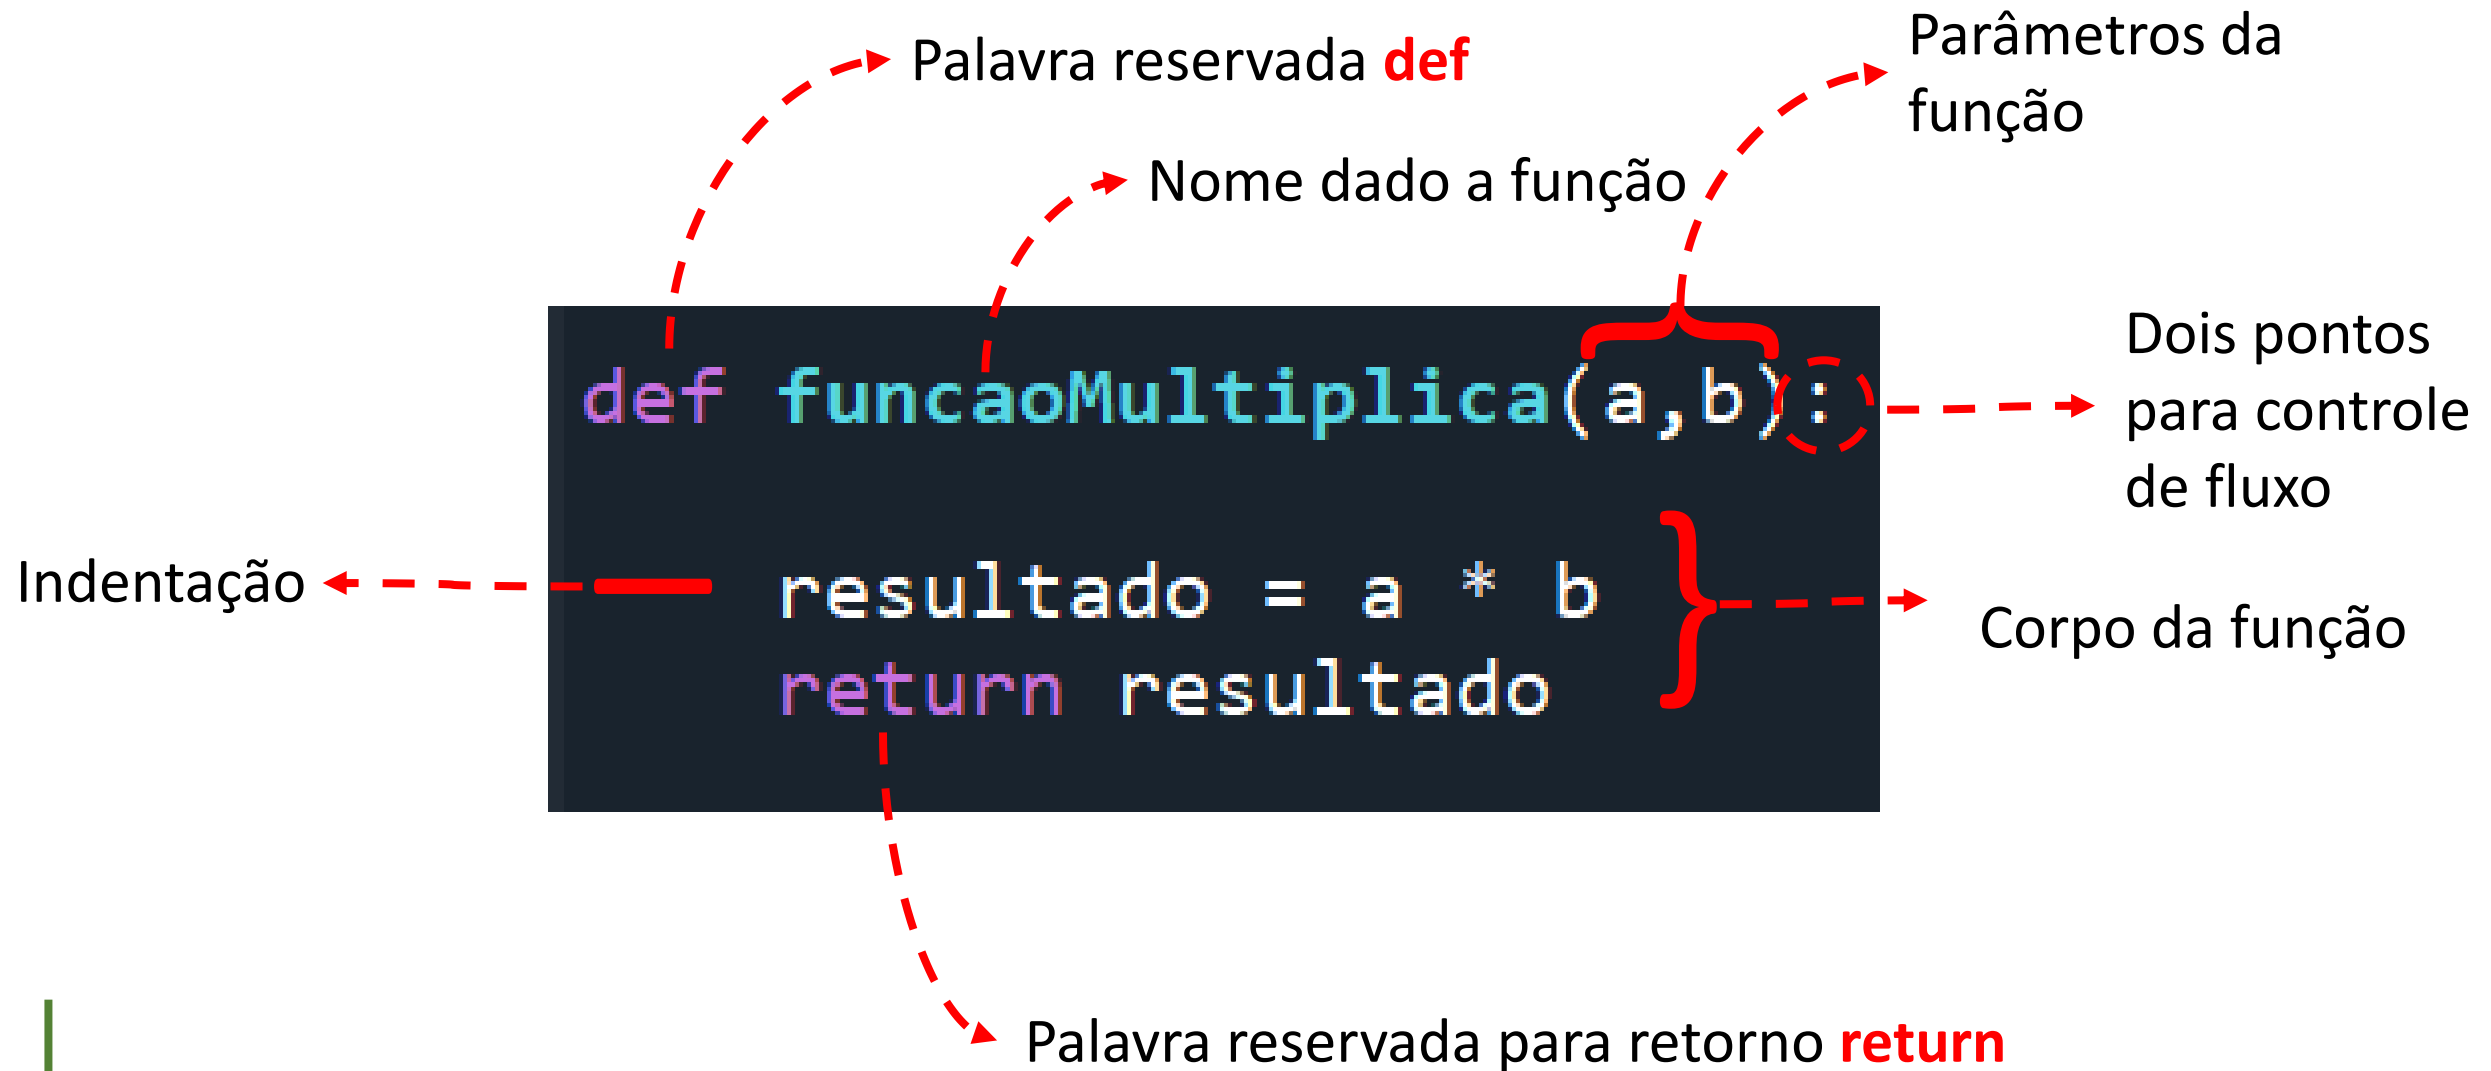 Palavra reservada def
Parâmetros da
função
Nome dado a função
def funcaoMultiplica(a,b):
Dois pontos
para controle
de fluxo
Indentação
resultado = a * b
return resultado
Corpo da função
Palavra reservada para retorno return